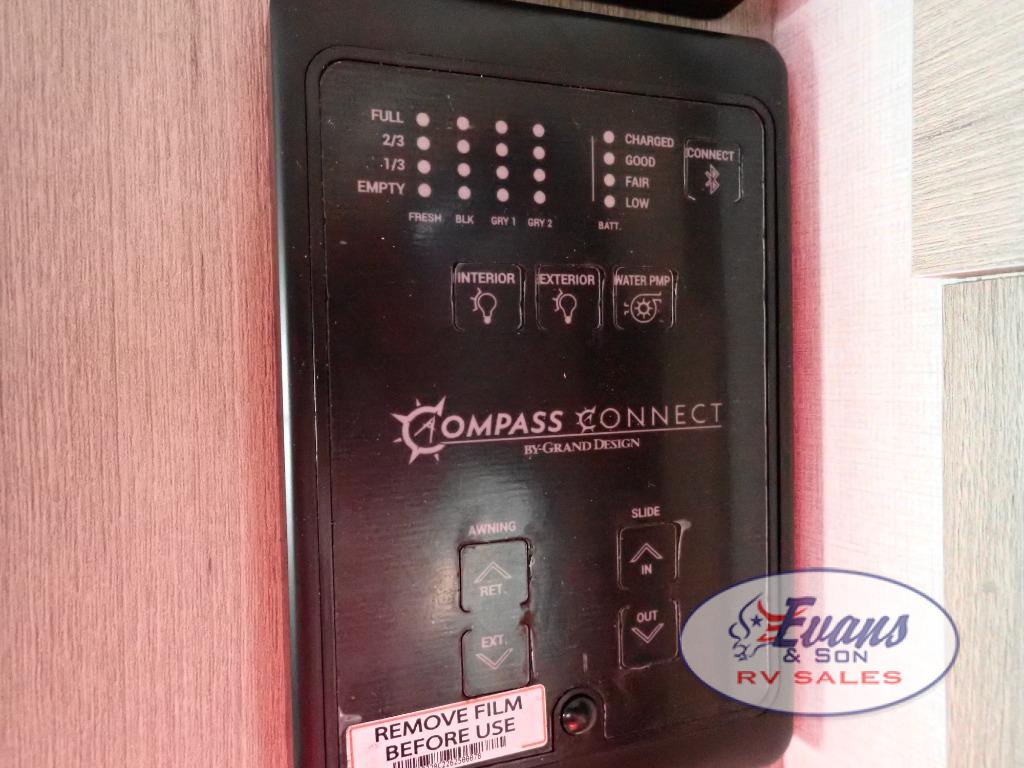 FULL
2/3
1/3
EMPTY
FRESH BLK GRY 1 GRY 2
CHARGED
GOOD
FAIR
LOW
BATT.
CONNECT
INTERIOR EXTERIOR WATER PMP
COMPASS CONNECT
BY GRAND DESIGN
AWNING
RET.
EXT.
SLIDE
IN
OUT
REMOVE FILM
BEFORE USE
Evans
& SON
RV SALES